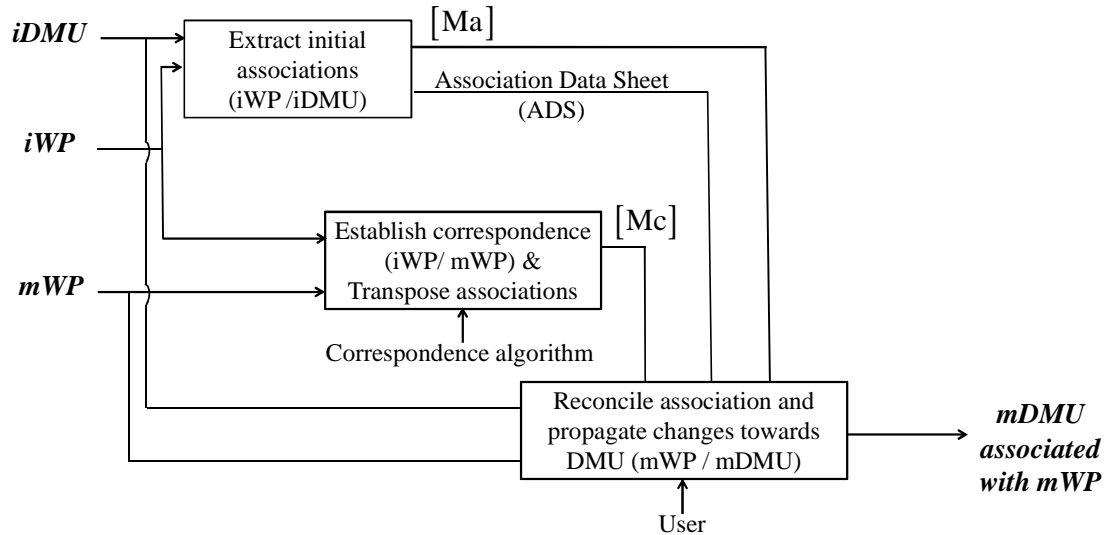 iDMU
Extract initial
associations
(iWP /iDMU)
[Ma]
Association Data Sheet
(ADS)
iWP
Establish correspondence
(iWP/ mWP) &
Transpose associations
[Mc]
mWP
Correspondence algorithm
Reconcile association and
propagate changes towards
DMU (mWP / mDMU)
mDMU
associated
with mWP
User